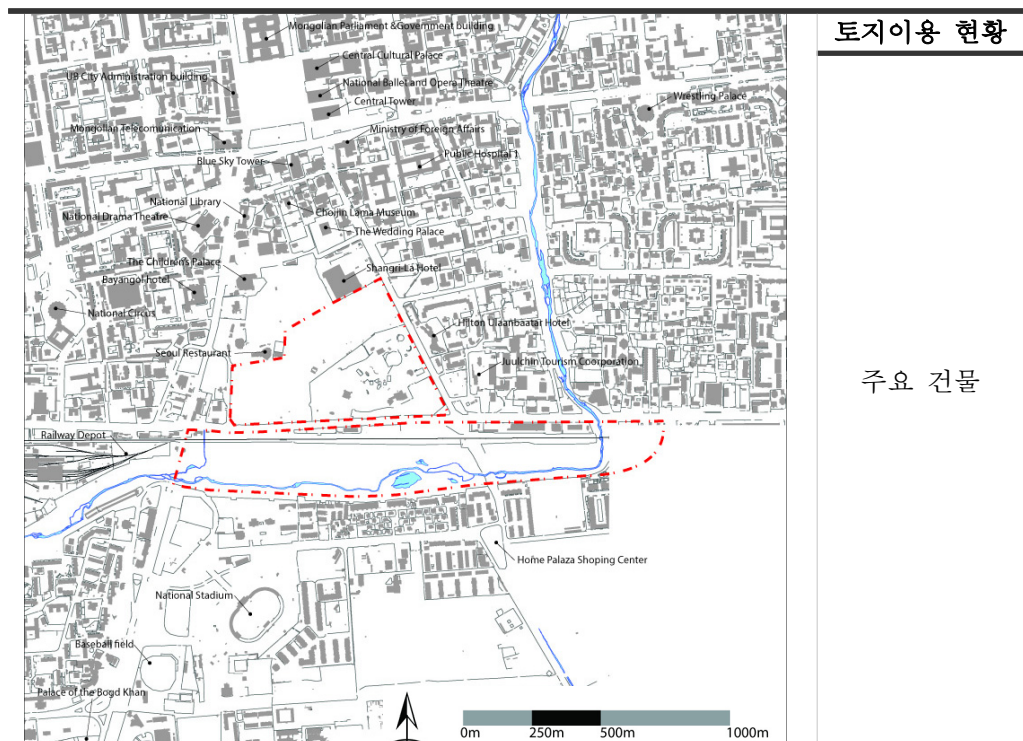 토지이용 현황
주요 건물
Mongolian Parliament &Government building
Central Cultural Palace
UB City Administration building
National Ballet and Opera Theatre
Wrestling Palace
Central Tower
Mongolian Telecomunication
Ministry of Foreign Affairs
Blue Sky Tower
Public Hospital 1
National Library
Choijin Lama Museum
National Drama Theatre
The Wedding Palace
The Children's Palace
Shangri-La Hotel
Bayangol hotel
National Circus
Hilton Ulaanbaatar Hotel
Seoul Restaurant
Juulchin Tourism Coorporation
Railway Depot
Home Palaza Shoping Center
National Stadium
Baseball field
Palace of the Bogd Khan
0m 250m 500m 1000m